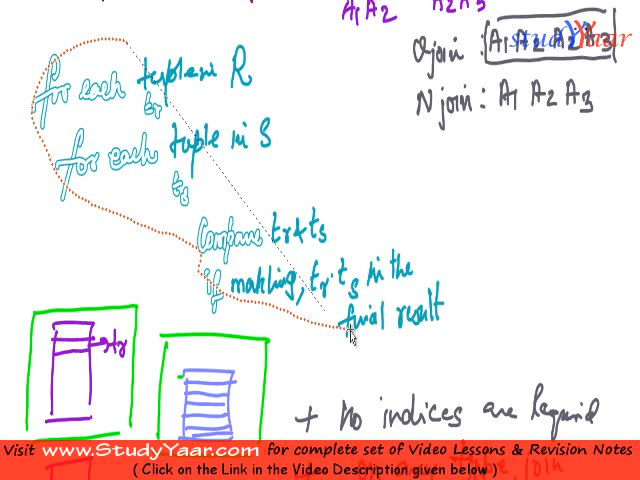 A1 A2 A2 A3
studyYaar
θjoin : (A1 A2 A2 A3)
N join : A1 A2 A3
for each tuple in R
tr
for each tuple in S
ts
Compare tr & ts
if matching, tr . ts in the
final result
tr
+ No indices are Required
Visit www.StudyYaar.com for complete set of Video Lessons & Revision Notes
( Click on the Link in the Video Description given below )
join